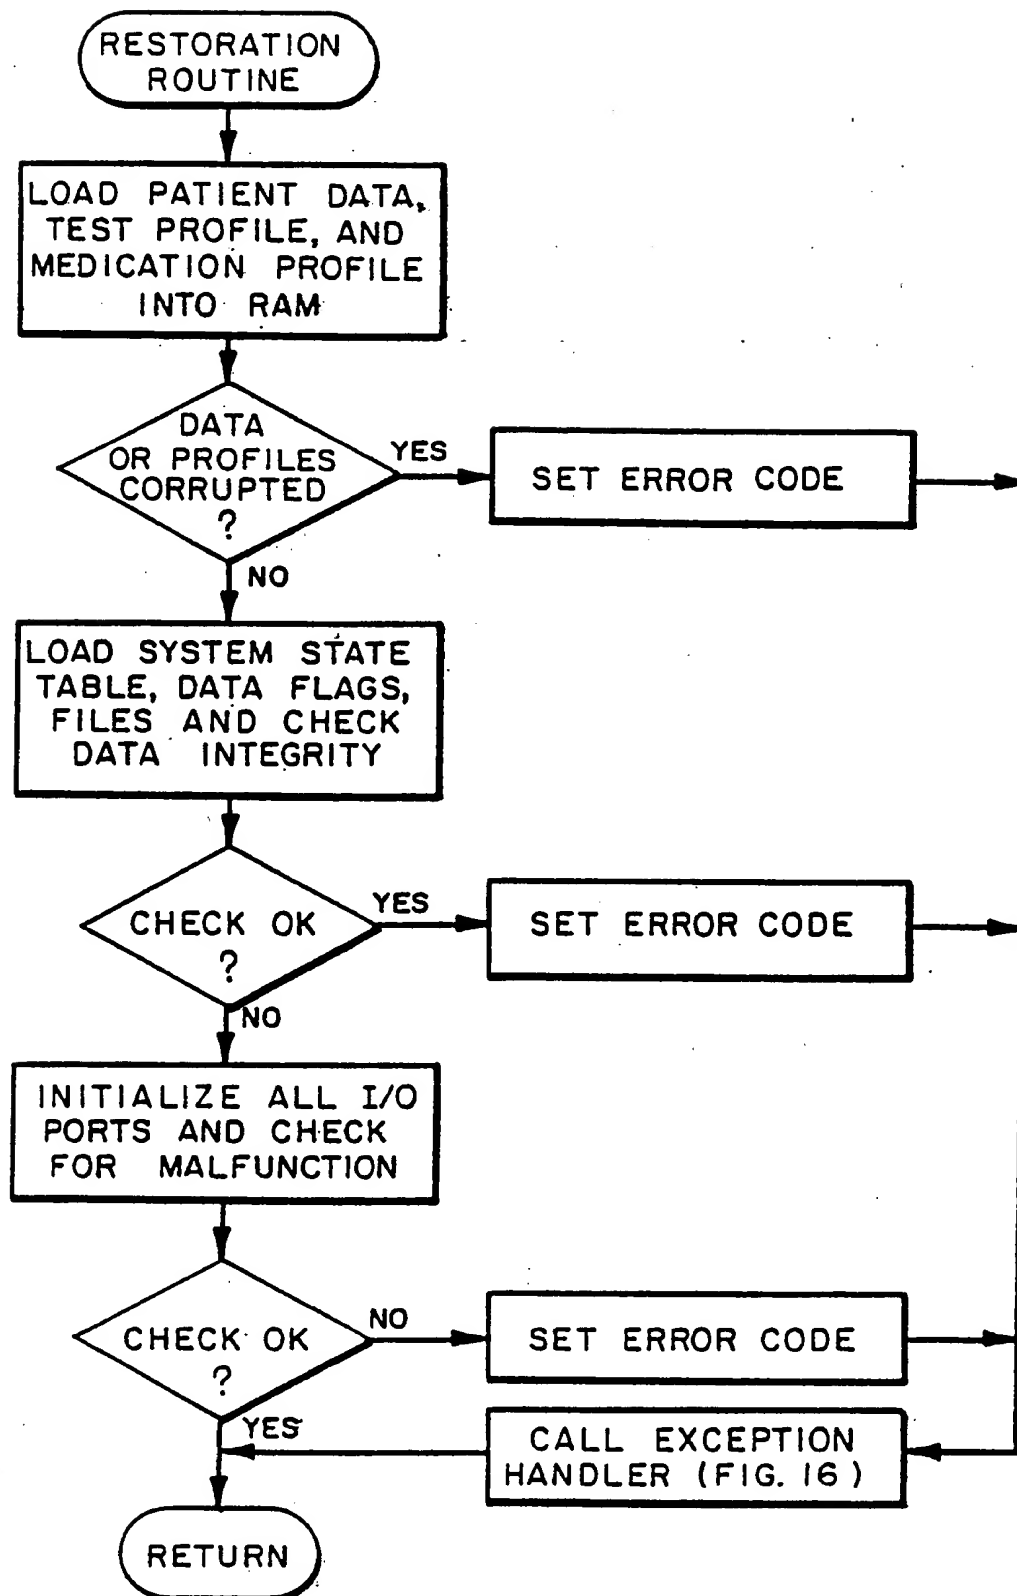 RESTORATION
ROUTINE
LOAD PATIENT DATA,
TEST PROFILE, AND
MEDICATION PROFILE
INTO RAM
DATA
OR PROFILES
CORRUPTED
?
YES
SET ERROR CODE
NO
LOAD SYSTEM STATE
TABLE, DATA FLAGS,
FILES AND CHECK
DATA INTEGRITY
CHECK OK
?
YES
SET ERROR CODE
NO
INITIALIZE ALL I/O
PORTS AND CHECK
FOR MALFUNCTION
CHECK OK
?
NO
SET ERROR CODE
YES
CALL EXCEPTION
HANDLER (FIG. 16)
RETURN